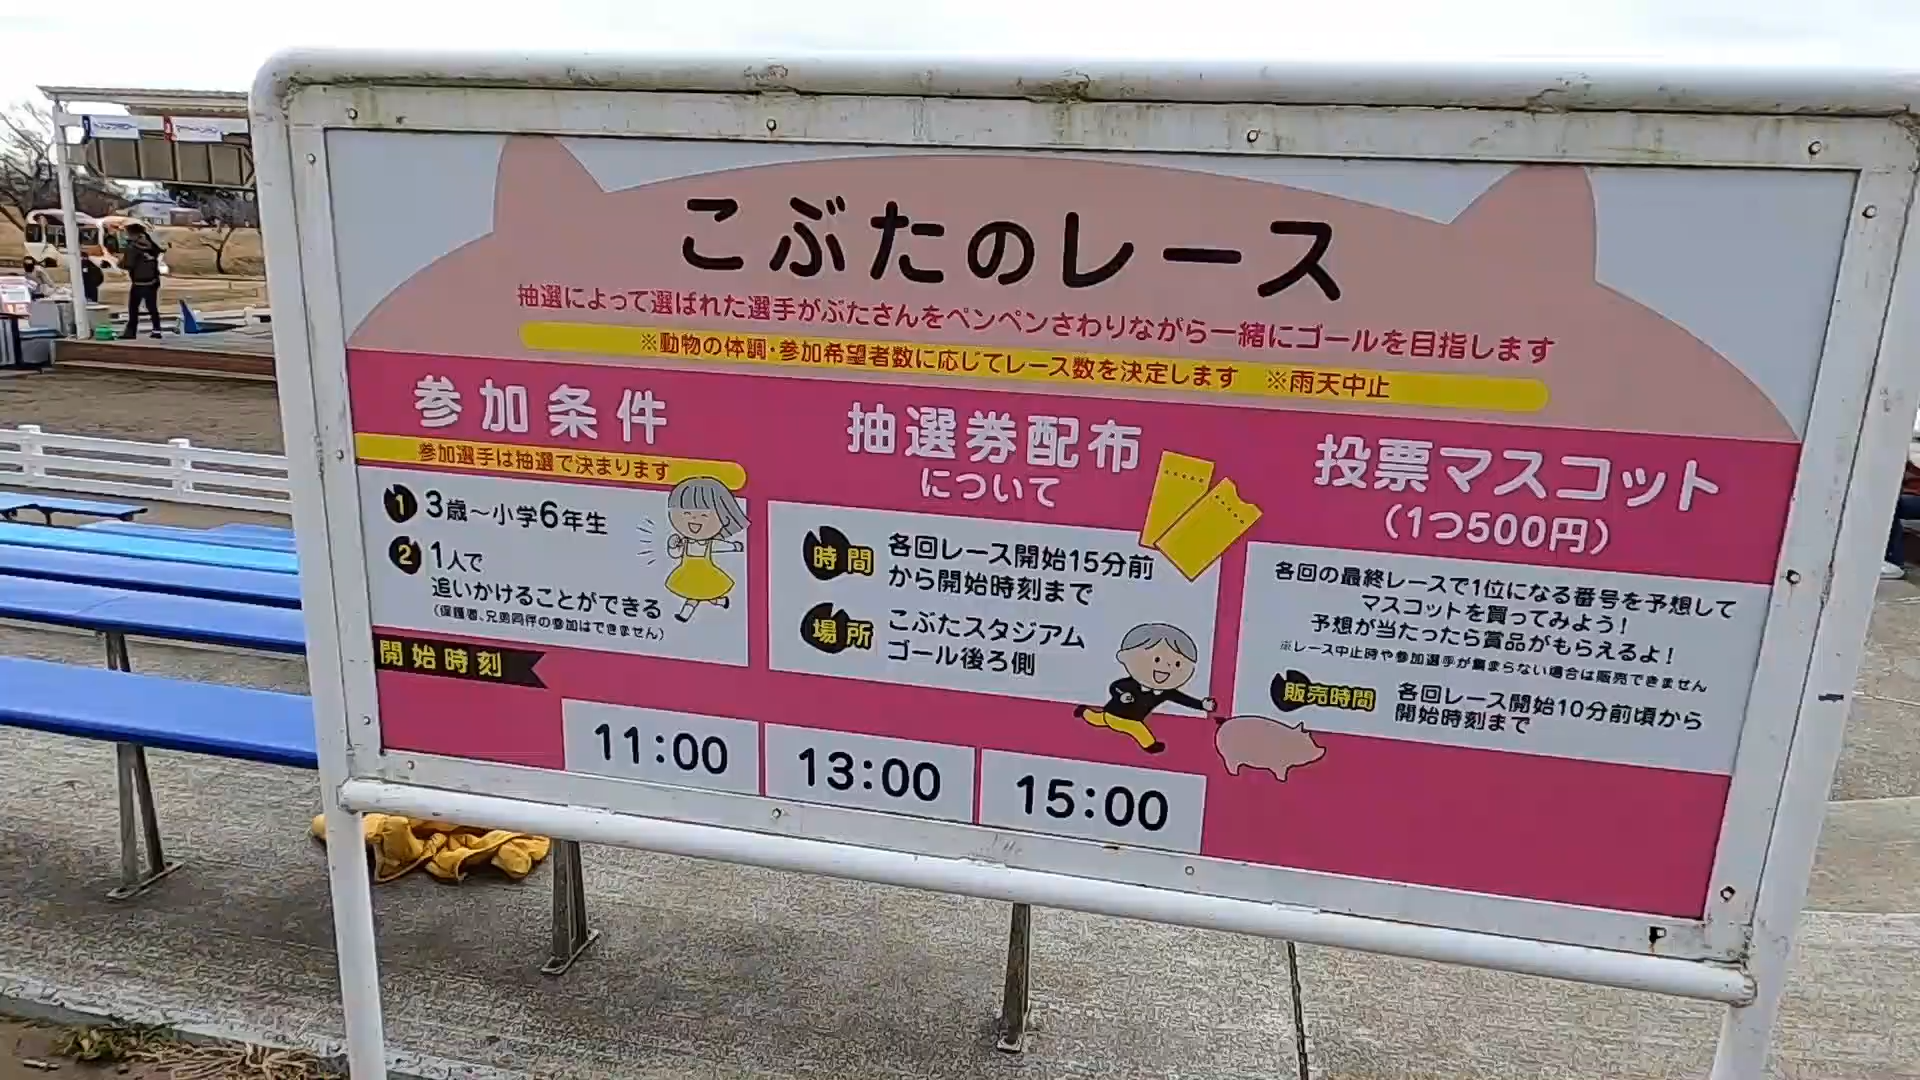 こぶたのレース
抽選によって選ばれた選手がぶたさんをペンペンさわりながら一緒にゴールを目指します
※動物の体調・参加希望者数に応じてレース数を決定します ※雨天中止
参加条件
参加選手は抽選で決まります
1 3歳〜小学6年生
2 1人で
追いかけることができる
(保護者、兄弟同伴の参加はできません)
抽選券配布
について
時間 各回レース開始15分前
から開始時刻まで
場所 こぶたスタジアム
ゴール後ろ側
投票マスコット
(1つ500円)
各回の最終レースで1位になる番号を予想して
マスコットを買ってみよう!
予想が当たったら賞品がもらえるよ!
※レース中止時や参加選手が集まらない場合は販売できません
販売時間 各回レース開始10分前頃から
開始時刻まで
開始時刻
11:00 13:00 15:00